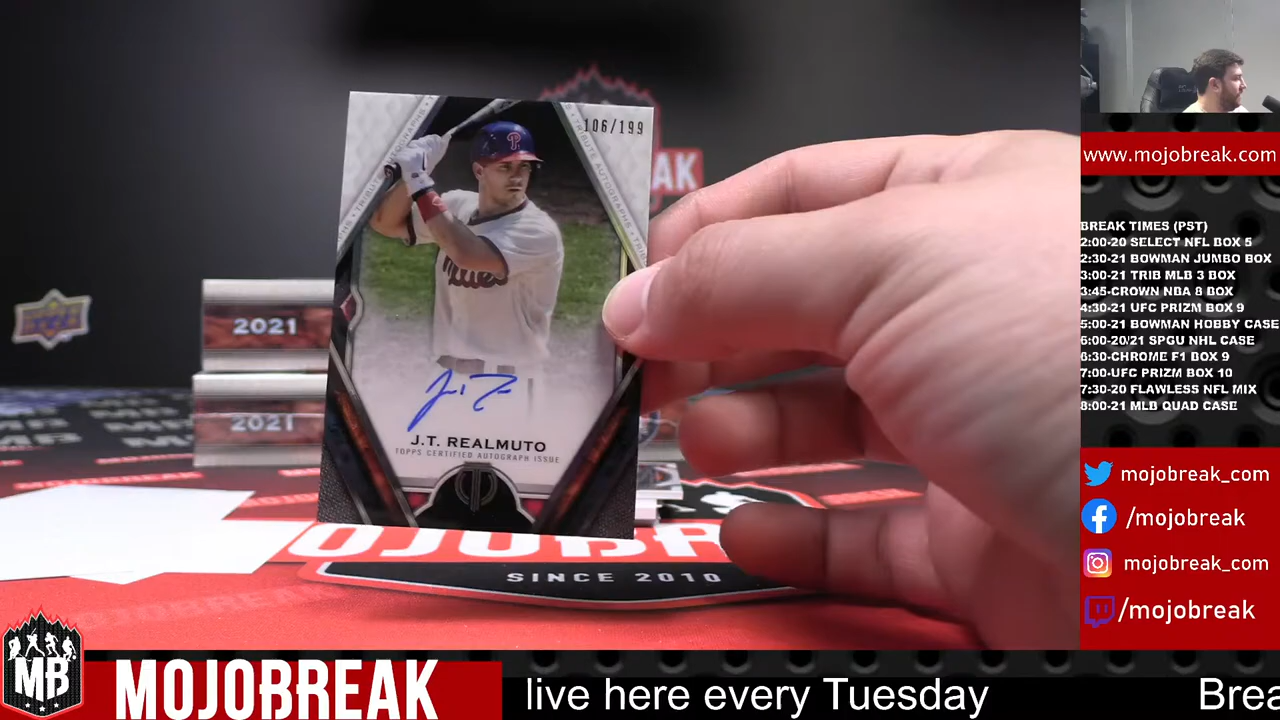 106/199
TRIBUTE AUTOGRAPHS
P
J.T. REALMUTO
TOPPS CERTIFIED AUTOGRAPH ISSUE
2021
2021
SINCE 2010
MB
MOJOBREAK
live here every Tuesday
www.mojobreak.com
BREAK TIMES (PST)
2:00-20 SELECT NFL BOX 5
2:30-21 BOWMAN JUMBO BOX
3:00-21 TRIB MLB 3 BOX
3:45-CROWN NBA 8 BOX
4:30-21 UFC PRIZM BOX 9
5:00-21 BOWMAN HOBBY CASE
6:00-20/21 SPGU NHL CASE
6:30-CHROME F1 BOX 9
7:00-UFC PRIZM BOX 10
7:30-20 FLAWLESS NFL MIX
8:00-21 MLB QUAD CASE
mojobreak_com
/mojobreak
mojobreak_com
/mojobreak